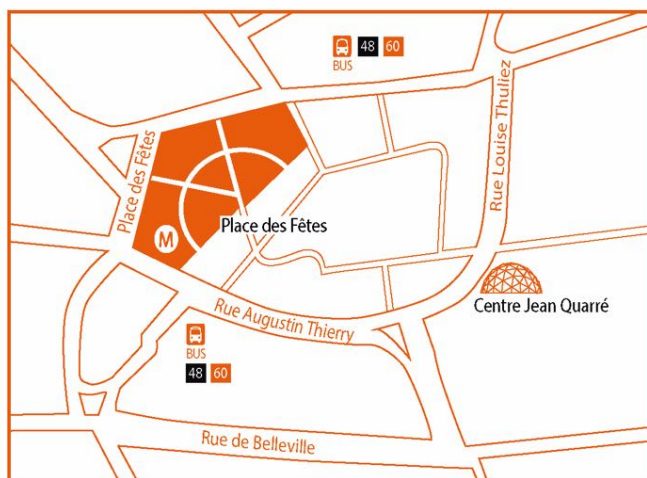 48 60
BUS
Place des Fêtes
Rue Louise Thuliez
M
Place des Fêtes
Centre Jean Quarré
Rue Augustin Thierry
BUS
48 60
Rue de Belleville